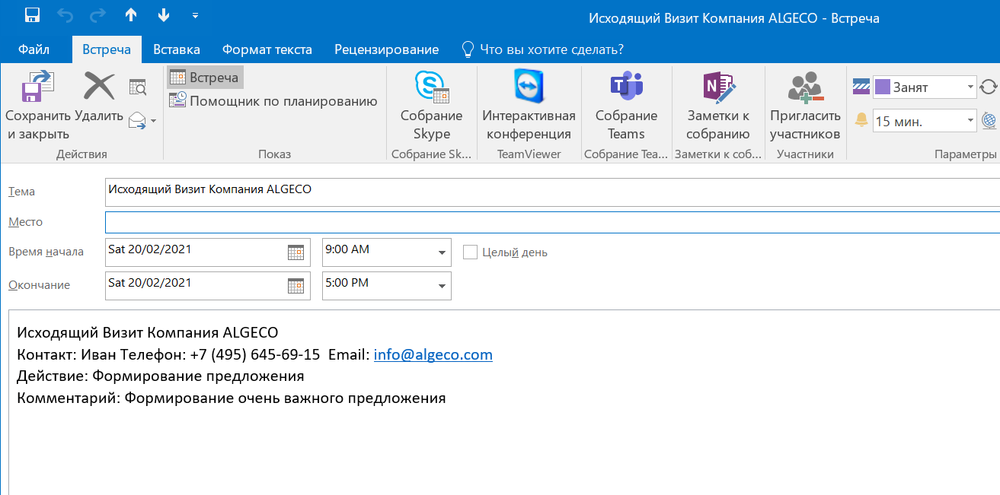 Исходящий Визит Компания ALGECO - Встреча
Файл Встреча Вставка Формат текста Рецензирование Что вы хотите сделать?
Сохранить и закрыть
Удалить
Действия
Встреча
Помощник по планированию
Показ
Собрание Skype
Собрание Sk...
Интерактивная конференция
TeamViewer
Собрание Teams
Собрание Tea...
Заметки к собранию
Заметки к соб...
Пригласить участников
Участники
Занят
15 мин.
Параметры
Тема Исходящий Визит Компания ALGECO
Место
Время начала Sat 20/02/2021 9:00 AM Целый день
Окончание Sat 20/02/2021 5:00 PM
Исходящий Визит Компания ALGECO
Контакт: Иван Телефон: +7 (495) 645-69-15 Email: info@algeco.com
Действие: Формирование предложения
Комментарий: Формирование очень важного предложения